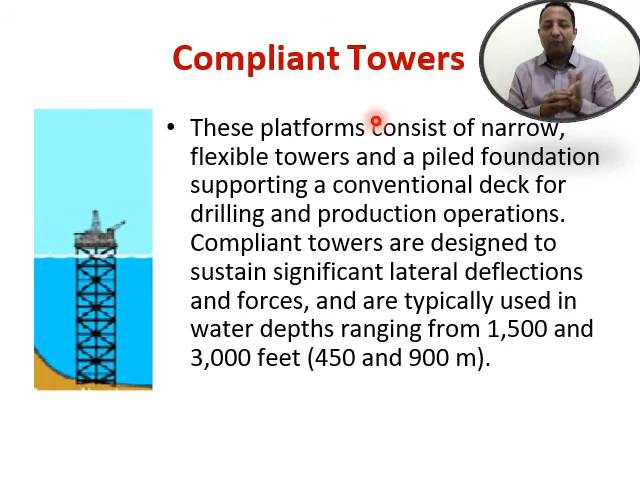 Compliant Towers
• These platforms consist of narrow,
flexible towers and a piled foundation
supporting a conventional deck for
drilling and production operations.
Compliant towers are designed to
sustain significant lateral deflections
and forces, and are typically used in
water depths ranging from 1,500 and
3,000 feet (450 and 900 m).